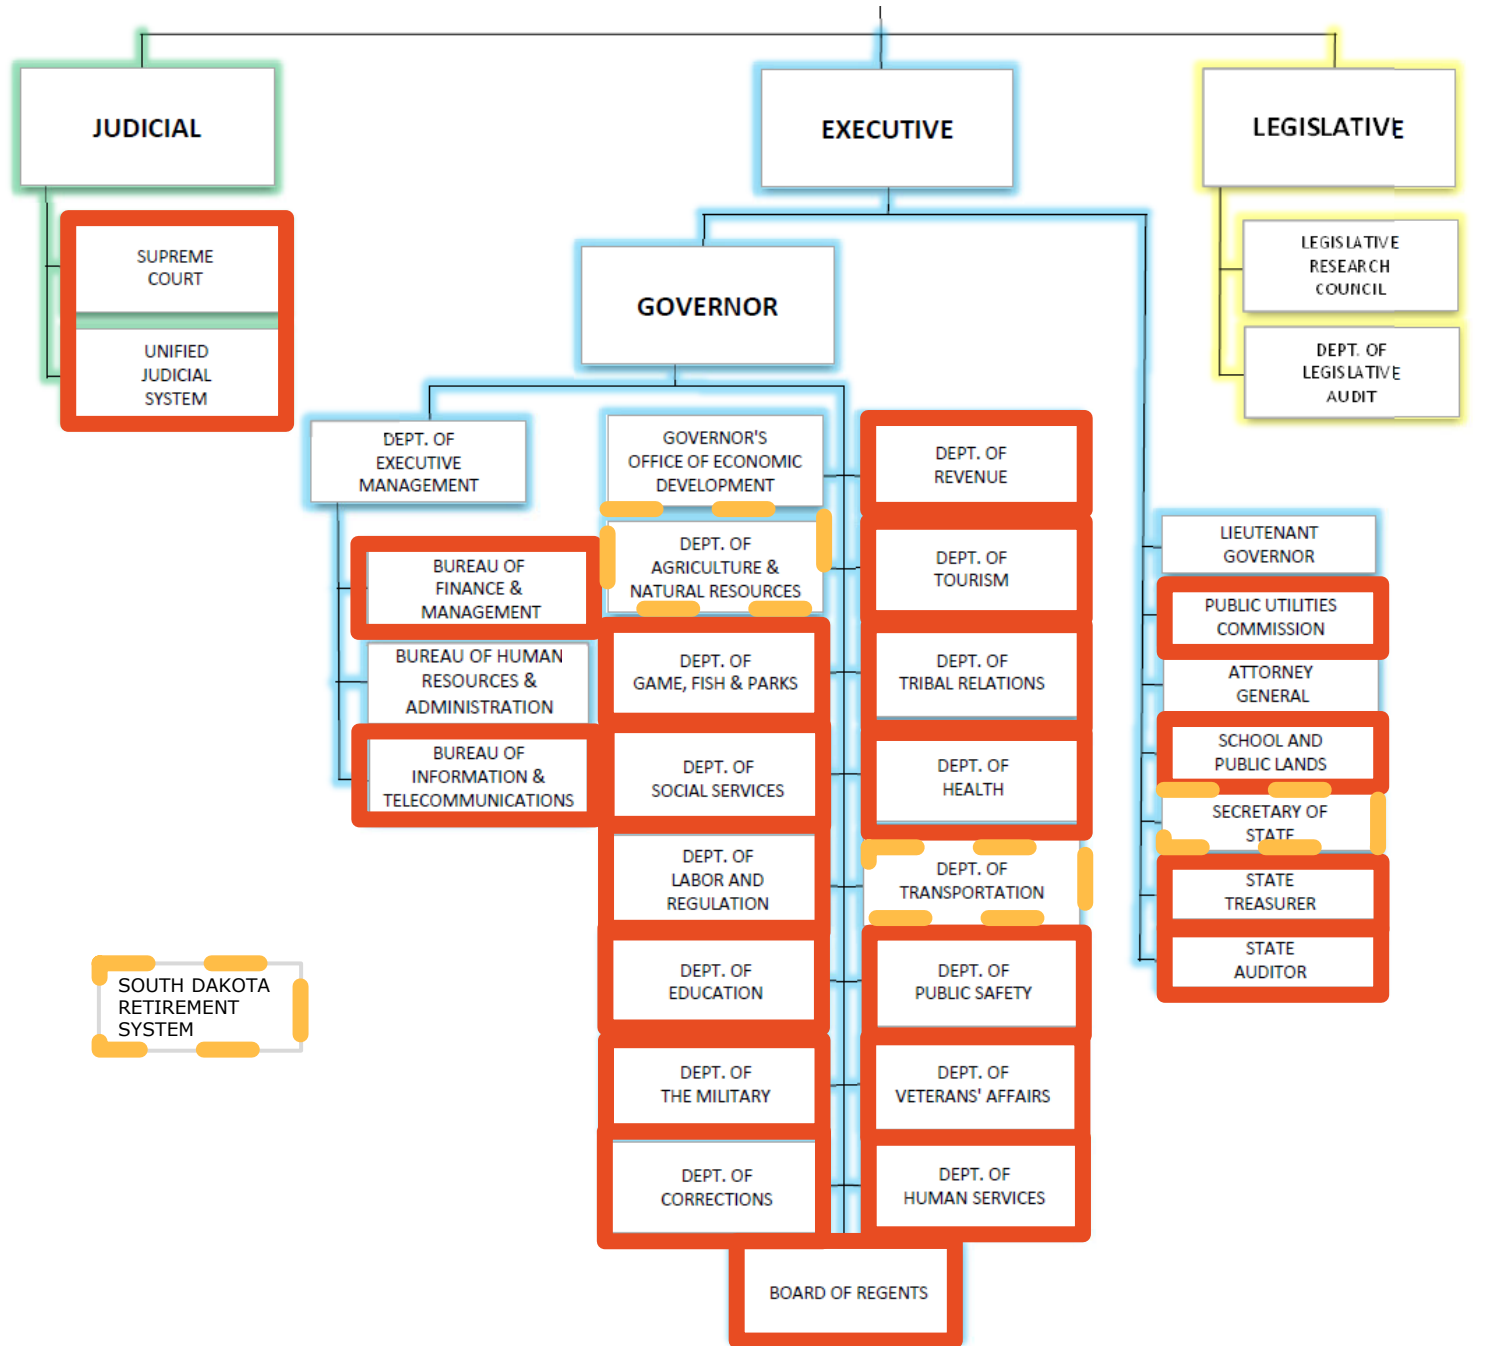 JUDICIAL
EXECUTIVE
LEGISLATIVE
SUPREME
COURT
UNIFIED
JUDICIAL
SYSTEM
GOVERNOR
LEGISLATIVE
RESEARCH
COUNCIL
DEPT. OF
LEGISLATIVE
AUDIT
DEPT. OF
EXECUTIVE
MANAGEMENT
BUREAU OF
FINANCE &
MANAGEMENT
BUREAU OF HUMAN
RESOURCES &
ADMINISTRATION
BUREAU OF
INFORMATION &
TELECOMMUNICATIONS
GOVERNOR'S
OFFICE OF ECONOMIC
DEVELOPMENT
DEPT. OF
AGRICULTURE &
NATURAL RESOURCES
DEPT. OF
GAME, FISH & PARKS
DEPT. OF
SOCIAL SERVICES
DEPT. OF
LABOR AND
REGULATION
DEPT. OF
EDUCATION
DEPT. OF
THE MILITARY
DEPT. OF
CORRECTIONS
DEPT. OF
REVENUE
DEPT. OF
TOURISM
DEPT. OF
TRIBAL RELATIONS
DEPT. OF
HEALTH
DEPT. OF
TRANSPORTATION
DEPT. OF
PUBLIC SAFETY
DEPT. OF
VETERANS' AFFAIRS
DEPT. OF
HUMAN SERVICES
BOARD OF REGENTS
LIEUTENANT
GOVERNOR
PUBLIC UTILITIES
COMMISSION
ATTORNEY
GENERAL
SCHOOL AND
PUBLIC LANDS
SECRETARY OF
STATE
STATE
TREASURER
STATE
AUDITOR
SOUTH DAKOTA
RETIREMENT
SYSTEM